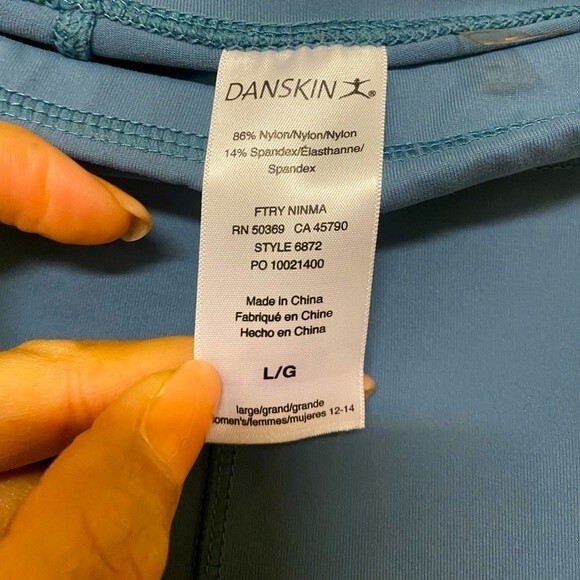 DANSKIN®
86% Nylon/Nylon/Nylon
14% Spandex/Élasthanne/
Spandex
FTRY NINMA
RN 50369 CA 45790
STYLE 6872
PO 10021400
Made in China
Fabriqué en Chine
Hecho en China
L/G
large/grand/grande
omen's/femmes/mujeres 12-14